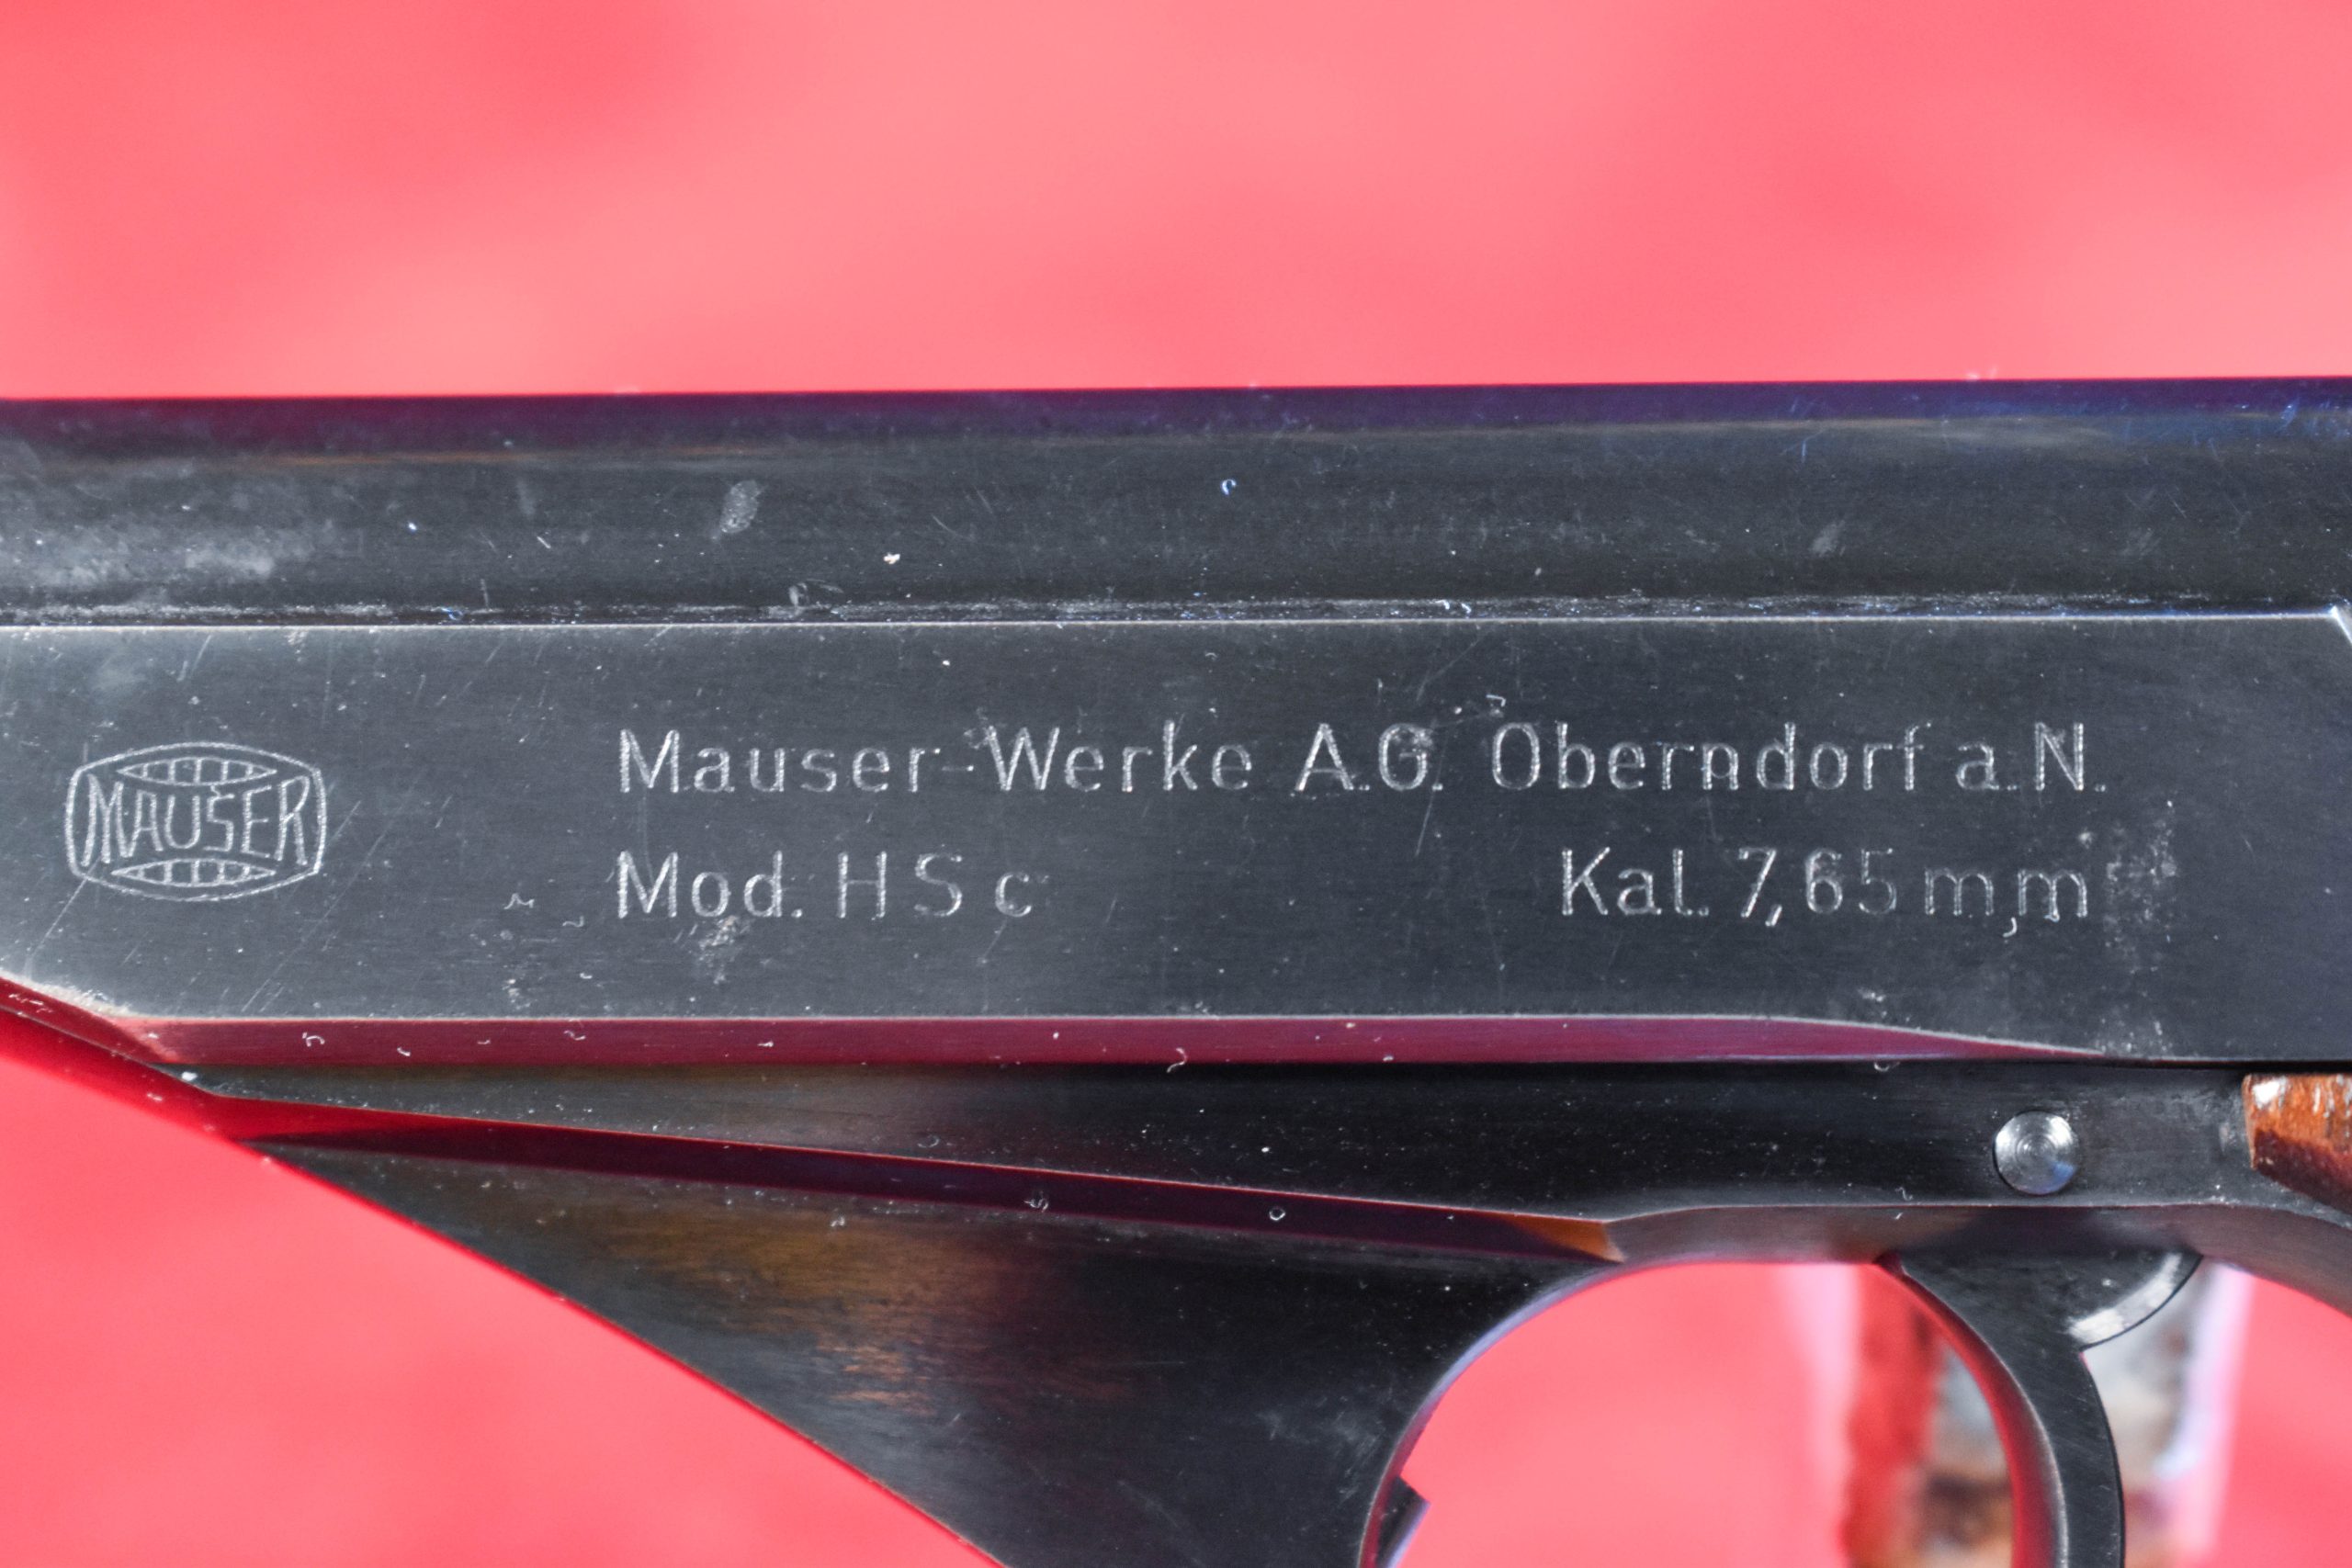 MAUSER
Mauser-Werke A.G. Oberndorf a.N.
Mod. HSc Kal. 7,65 mm